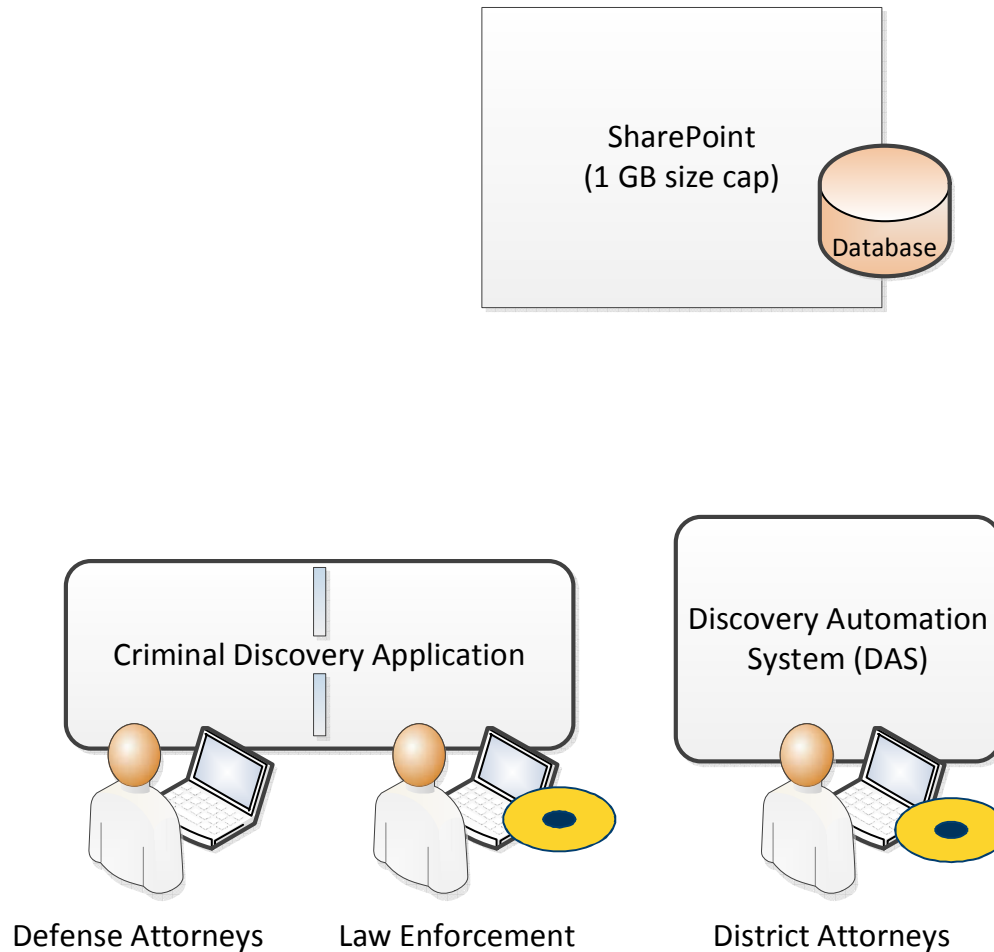 SharePoint
(1 GB size cap)
Database
Criminal Discovery Application
Discovery Automation
System (DAS)
Defense Attorneys
Law Enforcement
District Attorneys